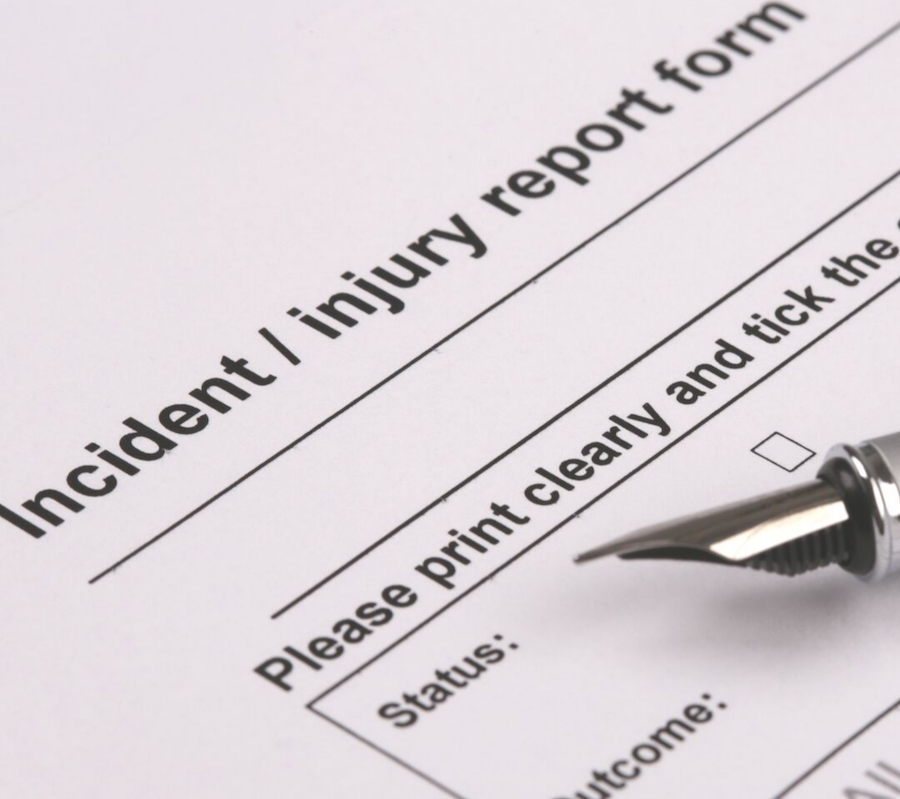 Incident / injury report form
Please print clearly and tick the
Status:
Outcome: